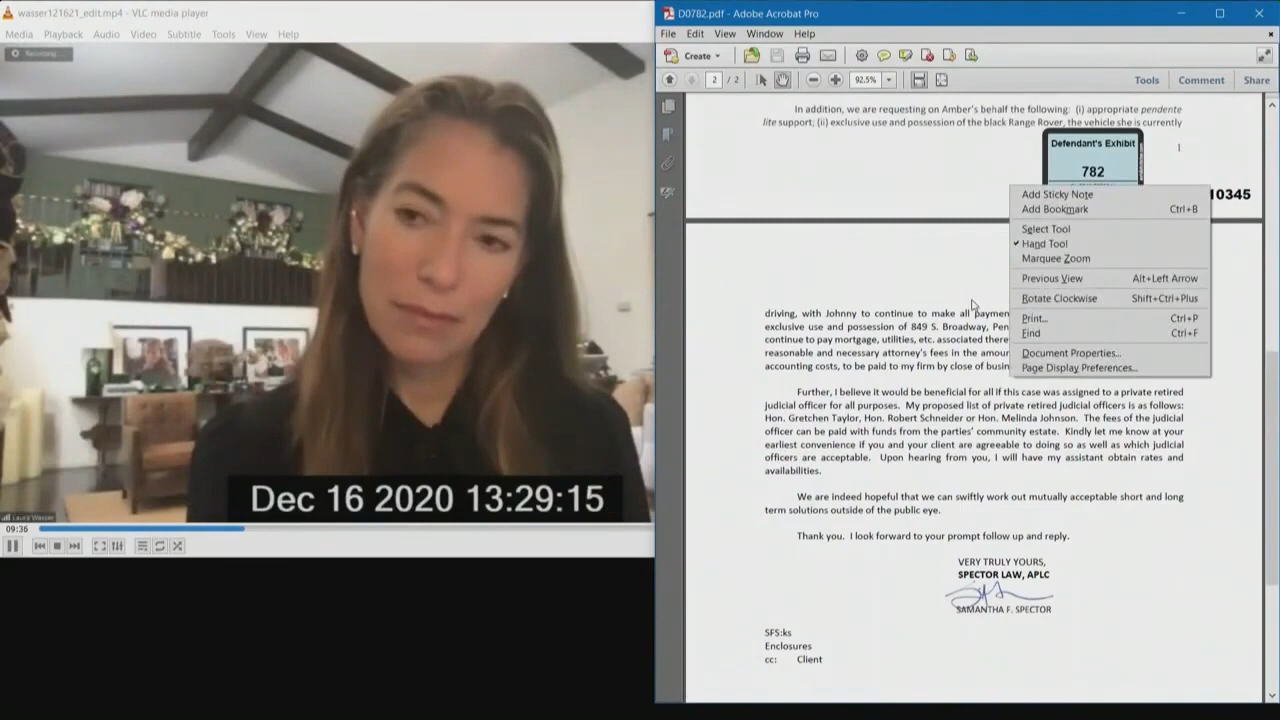 wasser121621_edit.mp4 - VLC media player
Media Playback Audio Video Subtitle Tools View Help
Recording...
Dec 16 2020 13:29:15
Laura Wasser
09:36
D0782.pdf - Adobe Acrobat Pro
File Edit View Window Help
Create
2 / 2 92.5% Tools Comment Share
In addition, we are requesting on Amber's behalf the following: (i) appropriate pendente
lite support; (ii) exclusive use and possession of the black Range Rover, the vehicle she is currently
1
Defendant's Exhibit
782
10345
Add Sticky Note
Add Bookmark Ctrl+B
Select Tool
Hand Tool
Marquee Zoom
Previous View Alt+Left Arrow
Rotate Clockwise Shift+Ctrl+Plus
Print... Ctrl+P
Find Ctrl+F
Document Properties...
Page Display Preferences...
driving, with Johnny to continue to make all paymen
exclusive use and possession of 849 S. Broadway, Pen
continue to pay mortgage, utilities, etc. associated there
reasonable and necessary attorney's fees in the amour
accounting costs, to be paid to my firm by close of busin
Further, I believe it would be beneficial for all if this case was assigned to a private retired
judicial officer for all purposes. My proposed list of private retired judicial officers is as follows:
Hon. Gretchen Taylor, Hon. Robert Schneider or Hon. Melinda Johnson. The fees of the judicial
officer can be paid with funds from the parties' community estate. Kindly let me know at your
earliest convenience if you and your client are agreeable to doing so as well as which judicial
officers are acceptable. Upon hearing from you, I will have my assistant obtain rates and
availabilities.
We are indeed hopeful that we can swiftly work out mutually acceptable short and long
term solutions outside of the public eye.
Thank you. I look forward to your prompt follow up and reply.
VERY TRULY YOURS,
SPECTOR LAW, APLC
SAMANTHA F. SPECTOR
SFS:ks
Enclosures
cc: Client